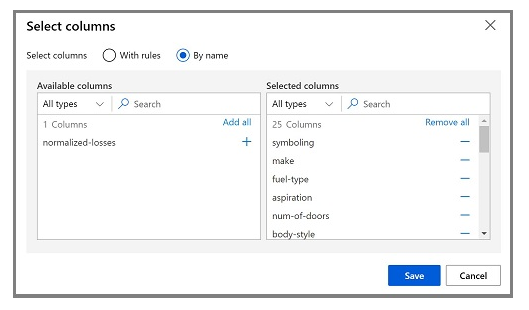 Select columns
Select columns With rules By name
Available columns Selected columns
All types Search All types Search
1 Columns Add all 25 Columns Remove all
normalized-losses symboling
make
fuel-type
aspiration
num-of-doors
body-style
Save Cancel